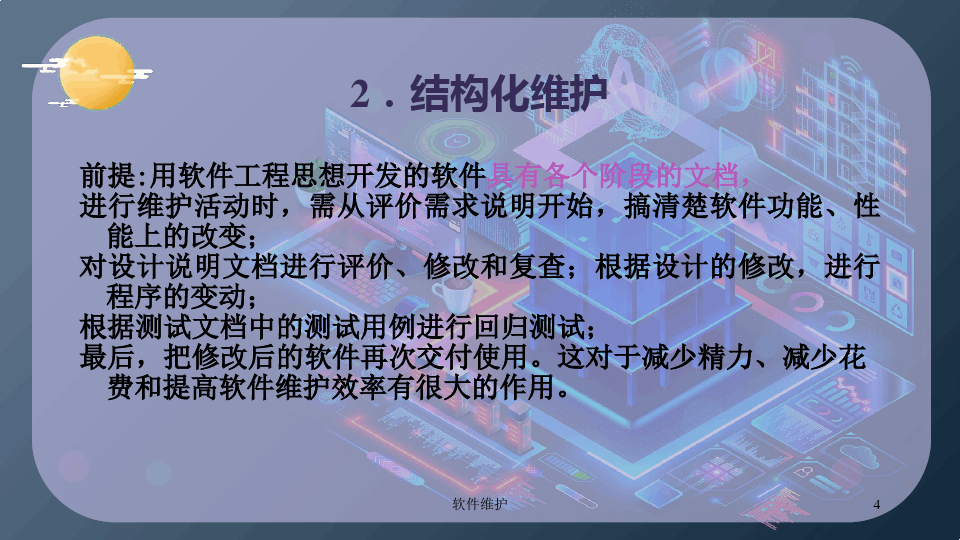 2．结构化维护
前提:用软件工程思想开发的软件具有各个阶段的文档，
进行维护活动时，需从评价需求说明开始，搞清楚软件功能、性
能上的改变；
对设计说明文档进行评价、修改和复查；根据设计的修改，进行
程序的变动；
根据测试文档中的测试用例进行回归测试；
最后，把修改后的软件再次交付使用。这对于减少精力、减少花
费和提高软件维护效率有很大的作用。
软件维护
4